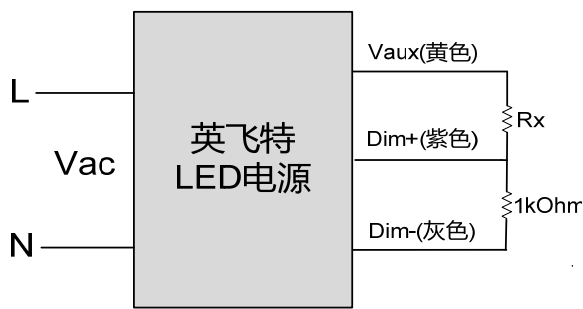 Vaux(黄色)
L
Rx
英飞特
Dim+(紫色)
Vac
LED电源
1kOhm
Dim-(灰色)
N